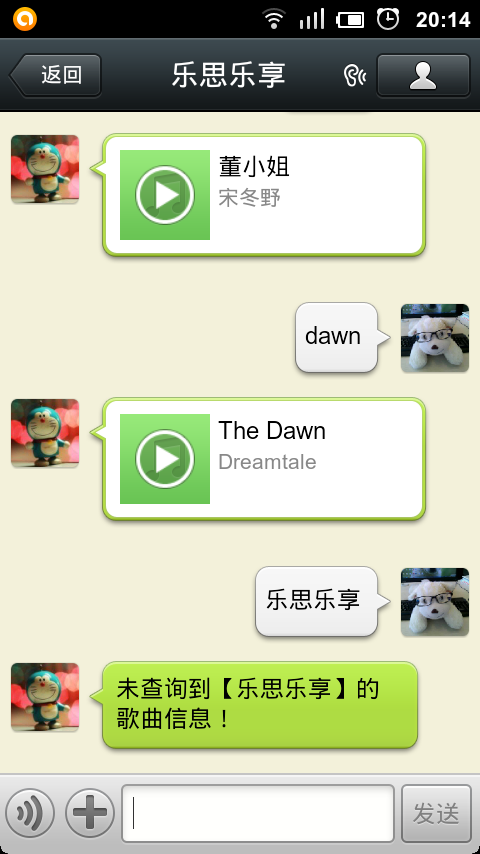 20:14
返回
乐思乐享
董小姐
宋冬野
dawn
The Dawn
Dreamtale
乐思乐享
未查询到【乐思乐享】的
歌曲信息！
发送